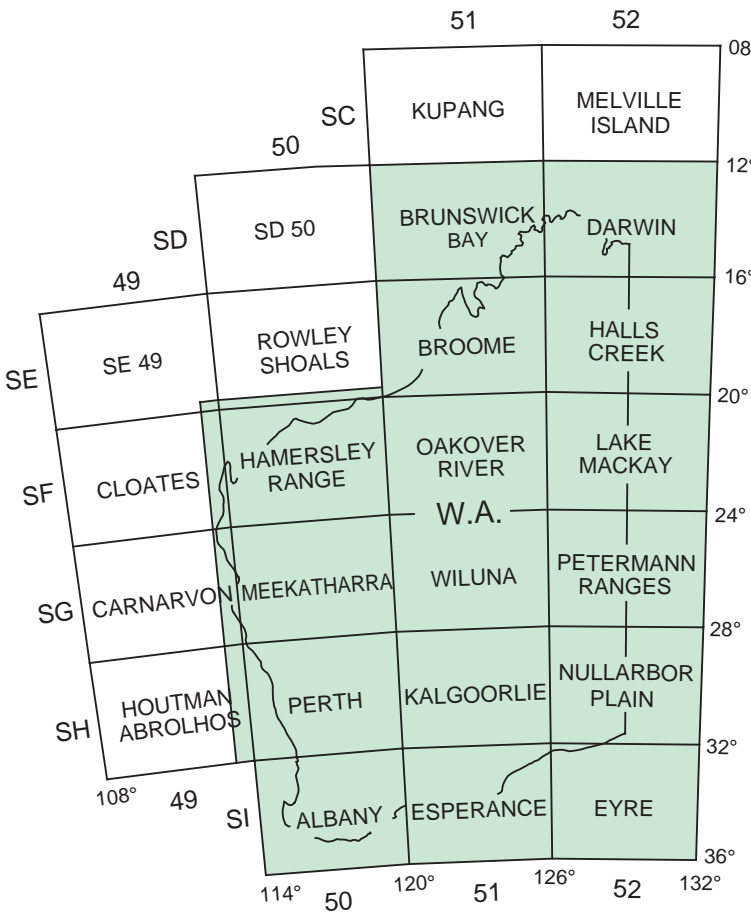 51
52
08
SC
KUPANG
MELVILLE
ISLAND
50
12°
SD
SD 50
BRUNSWICK
BAY
DARWIN
49
16°
SE
SE 49
ROWLEY
SHOALS
BROOME
HALLS
CREEK
20°
SF
CLOATES
HAMERSLEY
RANGE
OAKOVER
RIVER
LAKE
MACKAY
W.A.
24°
SG
CARNARVON
MEEKATHARRA
WILUNA
PETERMANN
RANGES
28°
SH
HOUTMAN
ABROLHOS
PERTH
KALGOORLIE
NULLARBOR
PLAIN
32°
108°
49
SI
ALBANY
ESPERANCE
EYRE
36°
114°
50
120°
51
126°
52
132°